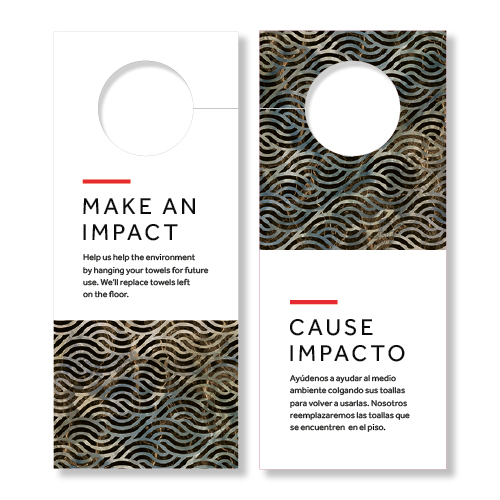 MAKE AN
IMPACT
Help us help the environment
by hanging your towels for future
use. We'll replace towels left
on the floor.
CAUSE
IMPACTO
Ayúdenos a ayudar al medio
ambiente colgando sus toallas
para volver a usarlas. Nosotros
reemplazaremos las toallas que
se encuentren en el piso.